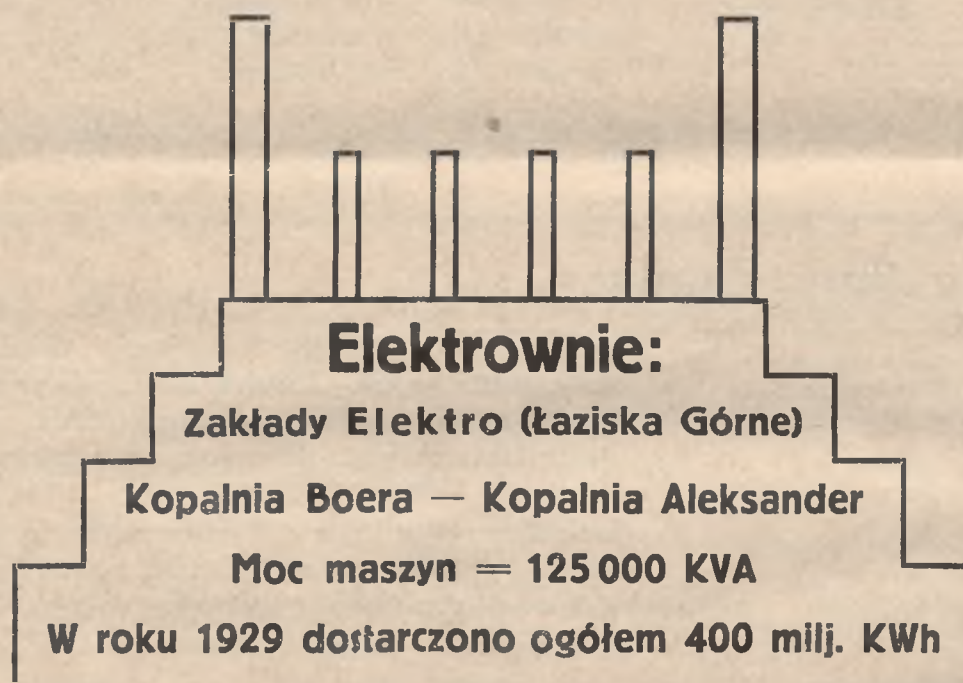 Elektrownie:
Zakłady Elektro (Łaziska Górne)
Kopalnia Boera — Kopalnia Aleksander
Moc maszyn = 125 000 KVA
W roku 1929 dostarczono ogółem 400 milj. KWh